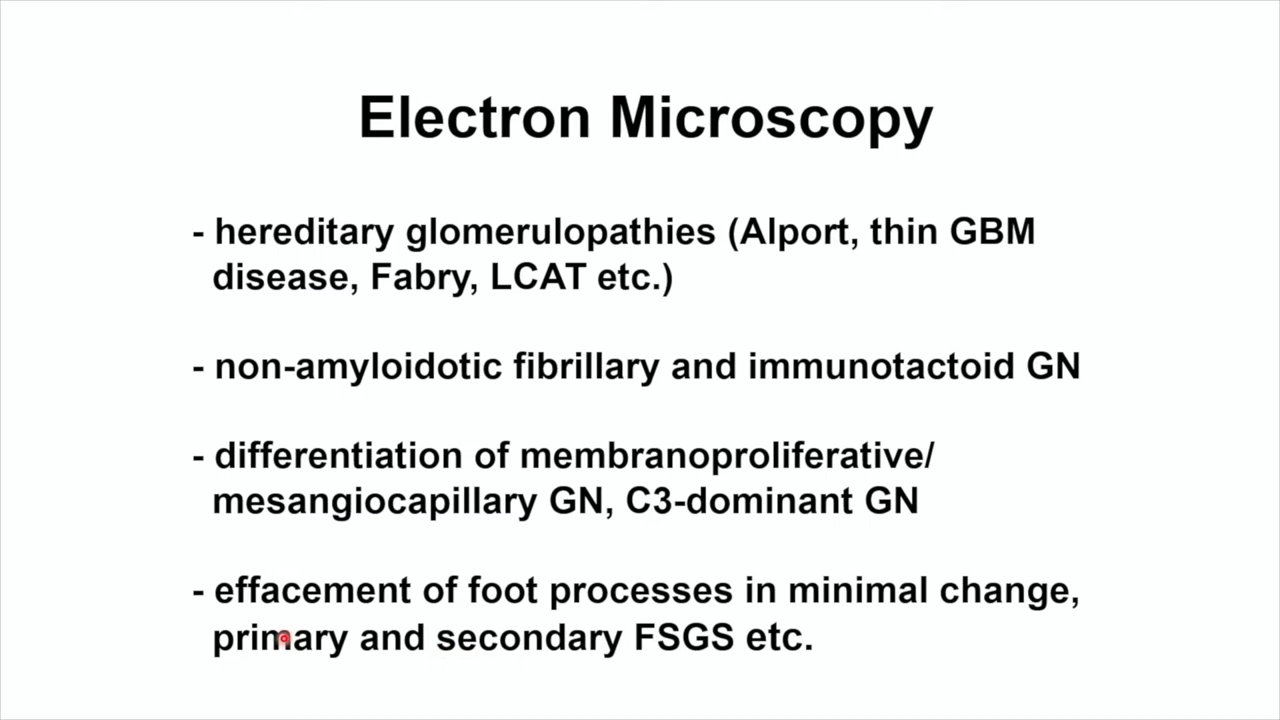 Electron Microscopy
- hereditary glomerulopathies (Alport, thin GBM
disease, Fabry, LCAT etc.)
- non-amyloidotic fibrillary and immunotactoid GN
- differentiation of membranoproliferative/
mesangiocapillary GN, C3-dominant GN
- effacement of foot processes in minimal change,
primary and secondary FSGS etc.